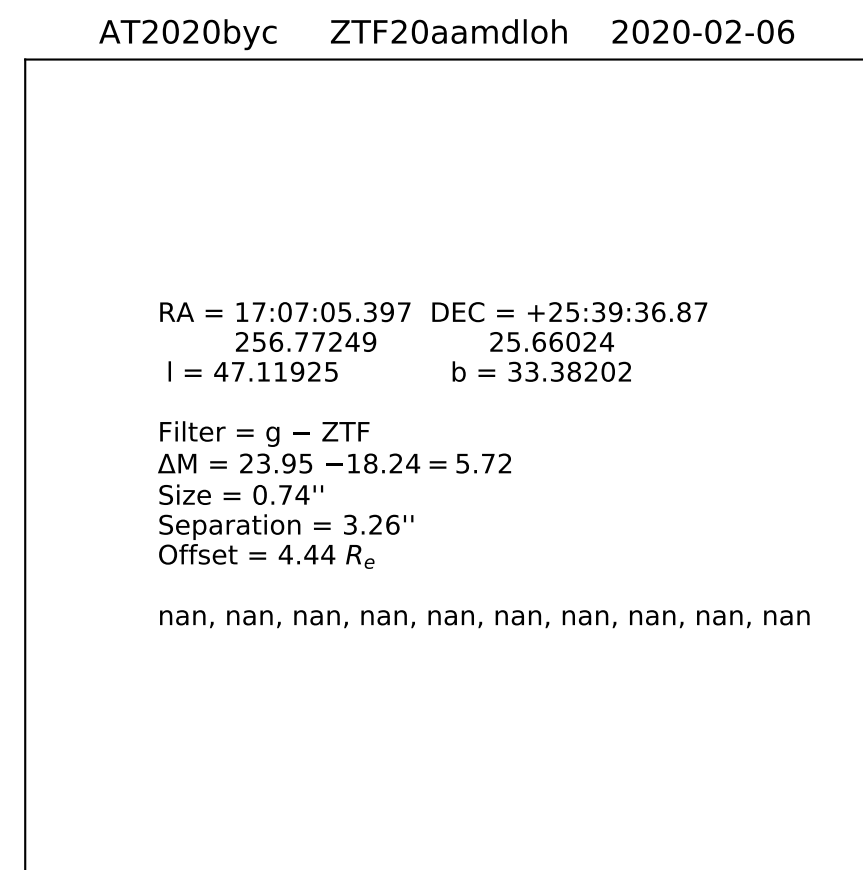 AT2020byc ZTF20aamdloh 2020-02-06
RA = 17:07:05.397 DEC = +25:39:36.87
256.77249 25.66024
l = 47.11925 b = 33.38202
Filter = g − ZTF
ΔM = 23.95 −18.24 = 5.72
Size = 0.74''
Separation = 3.26''
Offset = 4.44 Rₑ
nan, nan, nan, nan, nan, nan, nan, nan, nan, nan